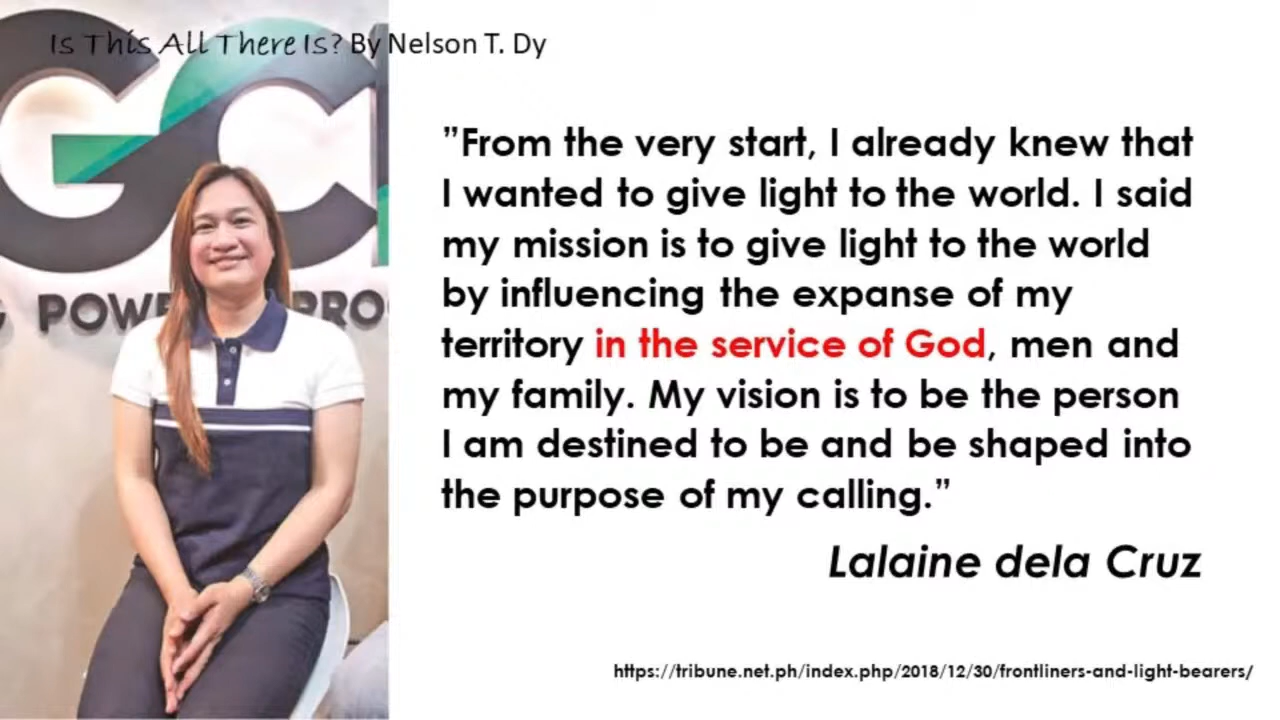 Is This All There Is? By Nelson T. Dy
”From the very start, I already knew that
I wanted to give light to the world. I said
my mission is to give light to the world
by influencing the expanse of my
territory in the service of God, men and
my family. My vision is to be the person
I am destined to be and be shaped into
the purpose of my calling.”
Lalaine dela Cruz
https://tribune.net.ph/index.php/2018/12/30/frontliners-and-light-bearers/